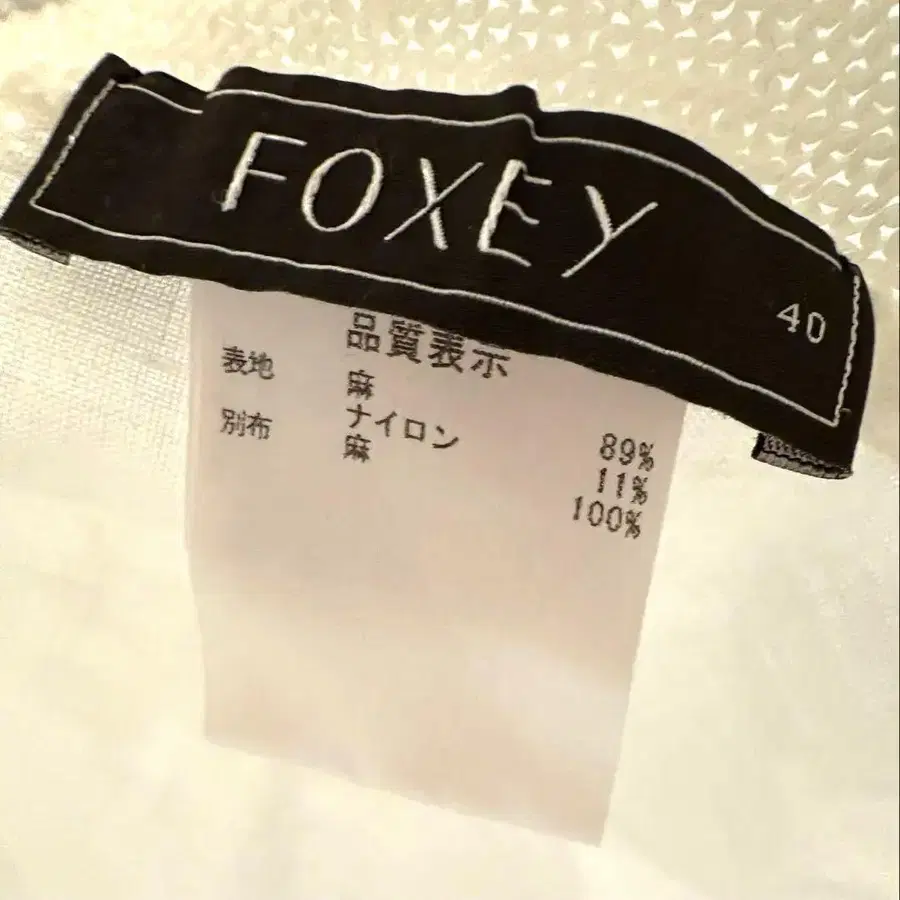 FOXEY
40
品質表示
表地 麻 89%
ナイロン 11%
別布 麻 100%